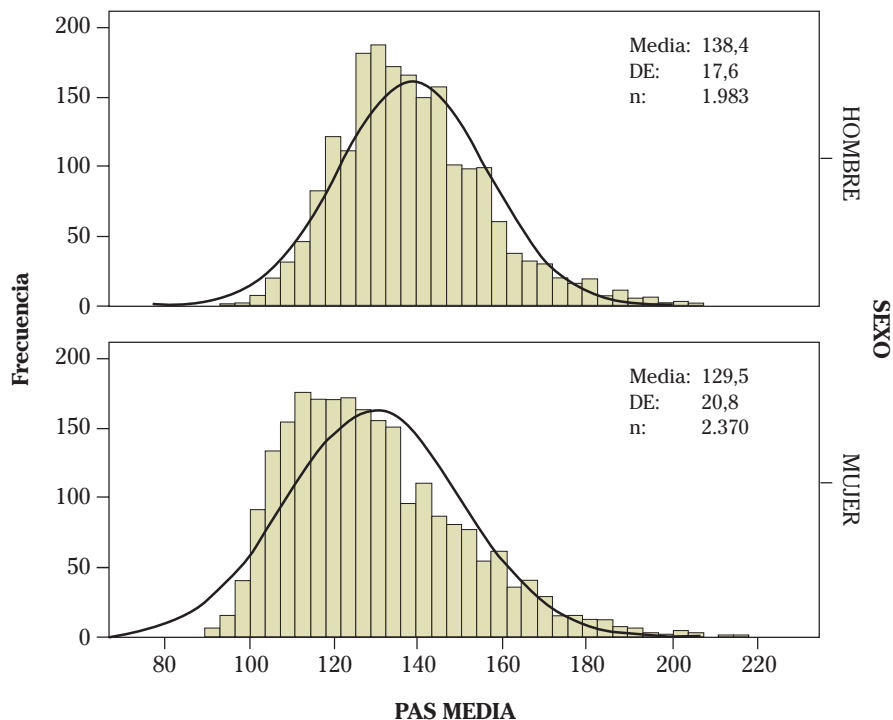 200
150
100
50
0
Media: 138,4
DE: 17,6
n: 1.983
HOMBRE
Frecuencia
SEXO
200
150
100
50
0
Media: 129,5
DE: 20,8
n: 2.370
MUJER
80 100 120 140 160 180 200 220
PAS MEDIA